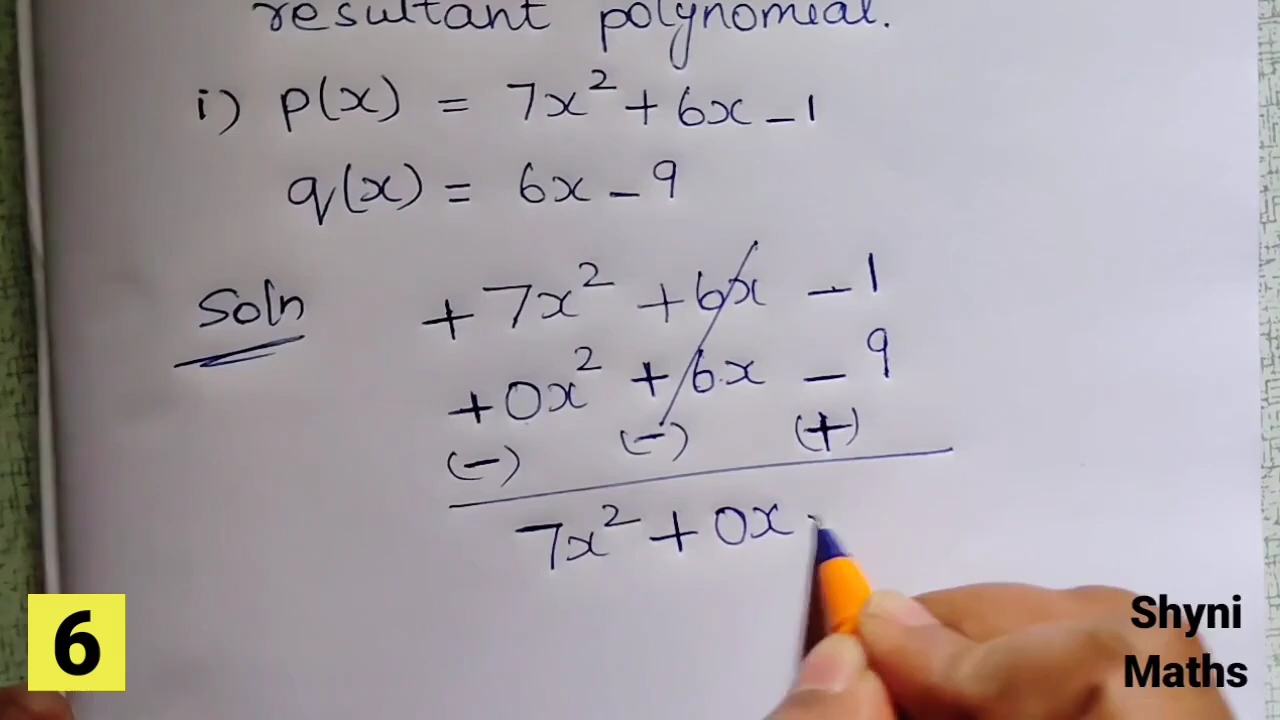 resultant polynomial.
i) p(x) = 7x² + 6x - 1
q(x) = 6x - 9
Soln
+ 7x² + 6x - 1
+ 0x² + 6x - 9
(-) (-) (+)
7x² + 0x
6
Shyni
Maths